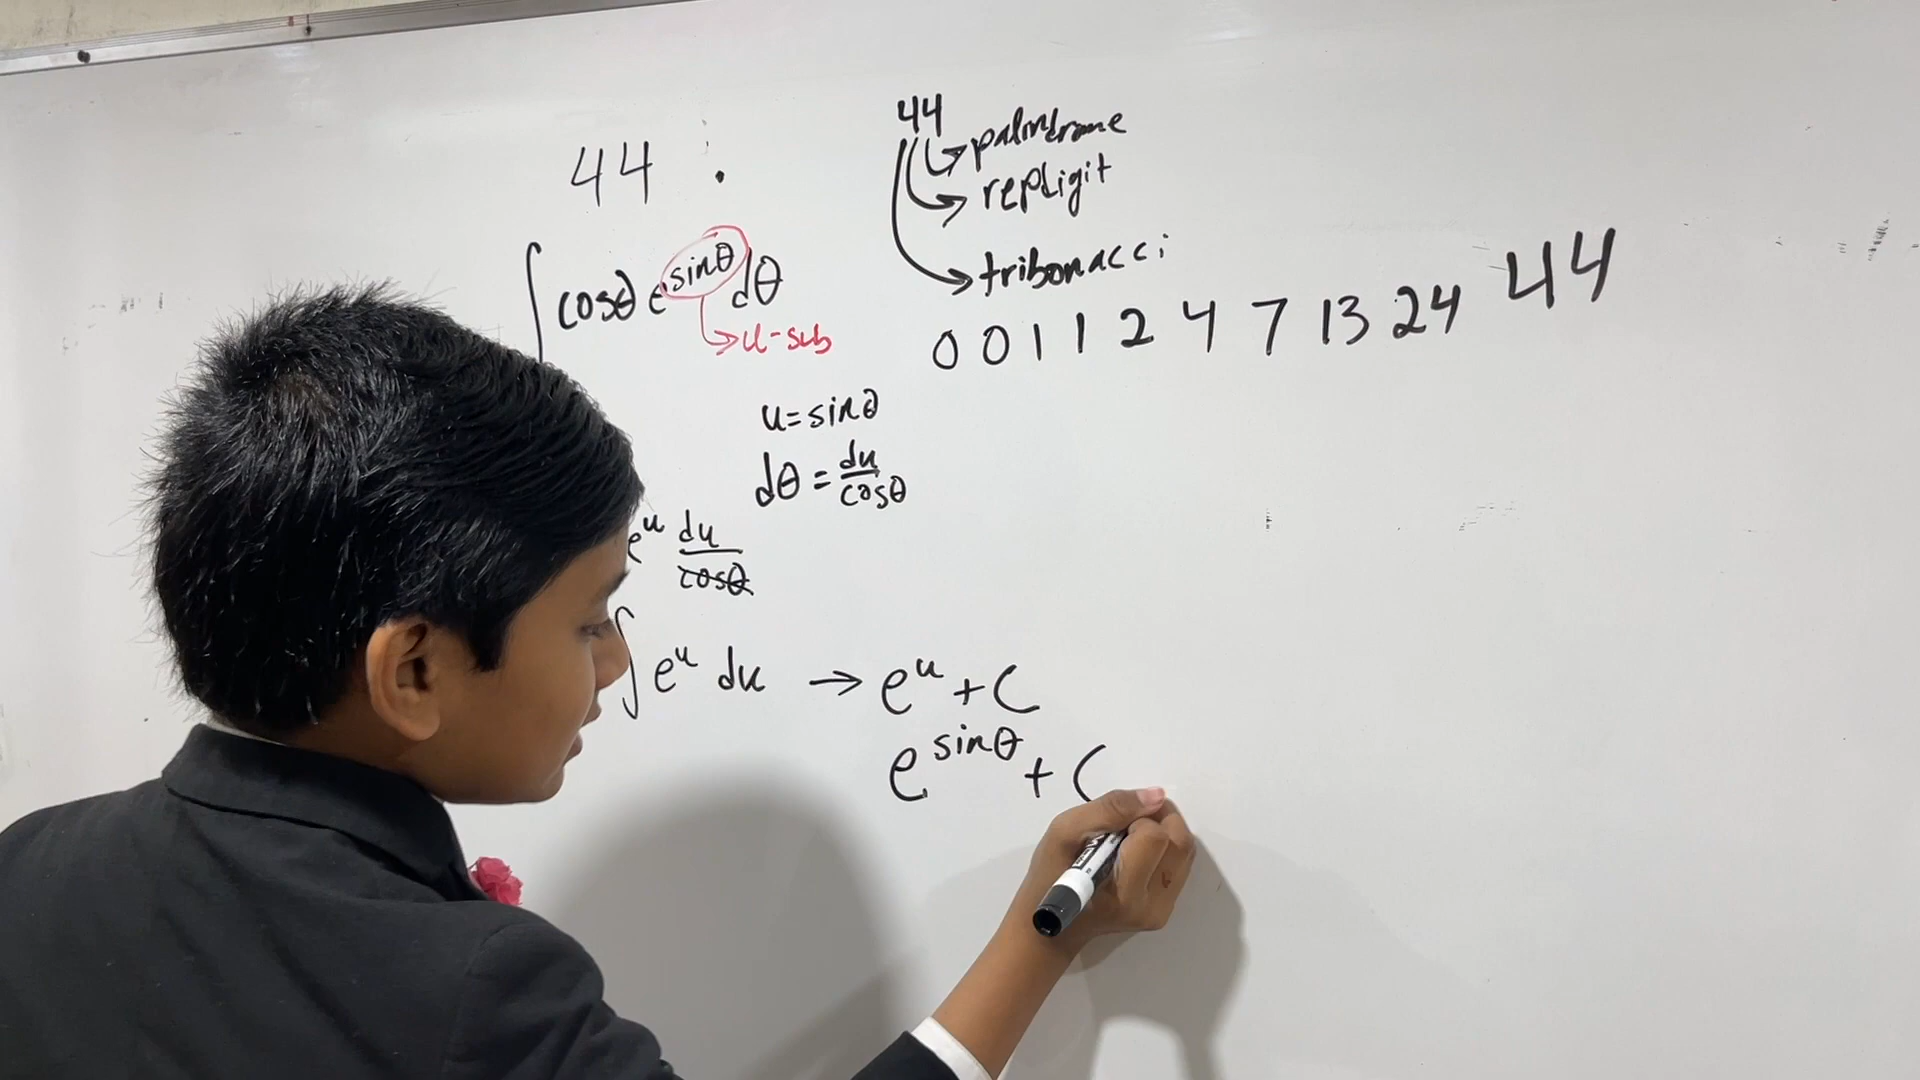 44
∫ cosθ e^sinθ dθ
u-sub
u=sinθ
dθ = du/cosθ
e^u du/cosθ
∫ e^u du → e^u + C
e^sinθ + C
44
palindrome
repdigit
tribonacci
0 0 1 1 2 4 7 13 24 44